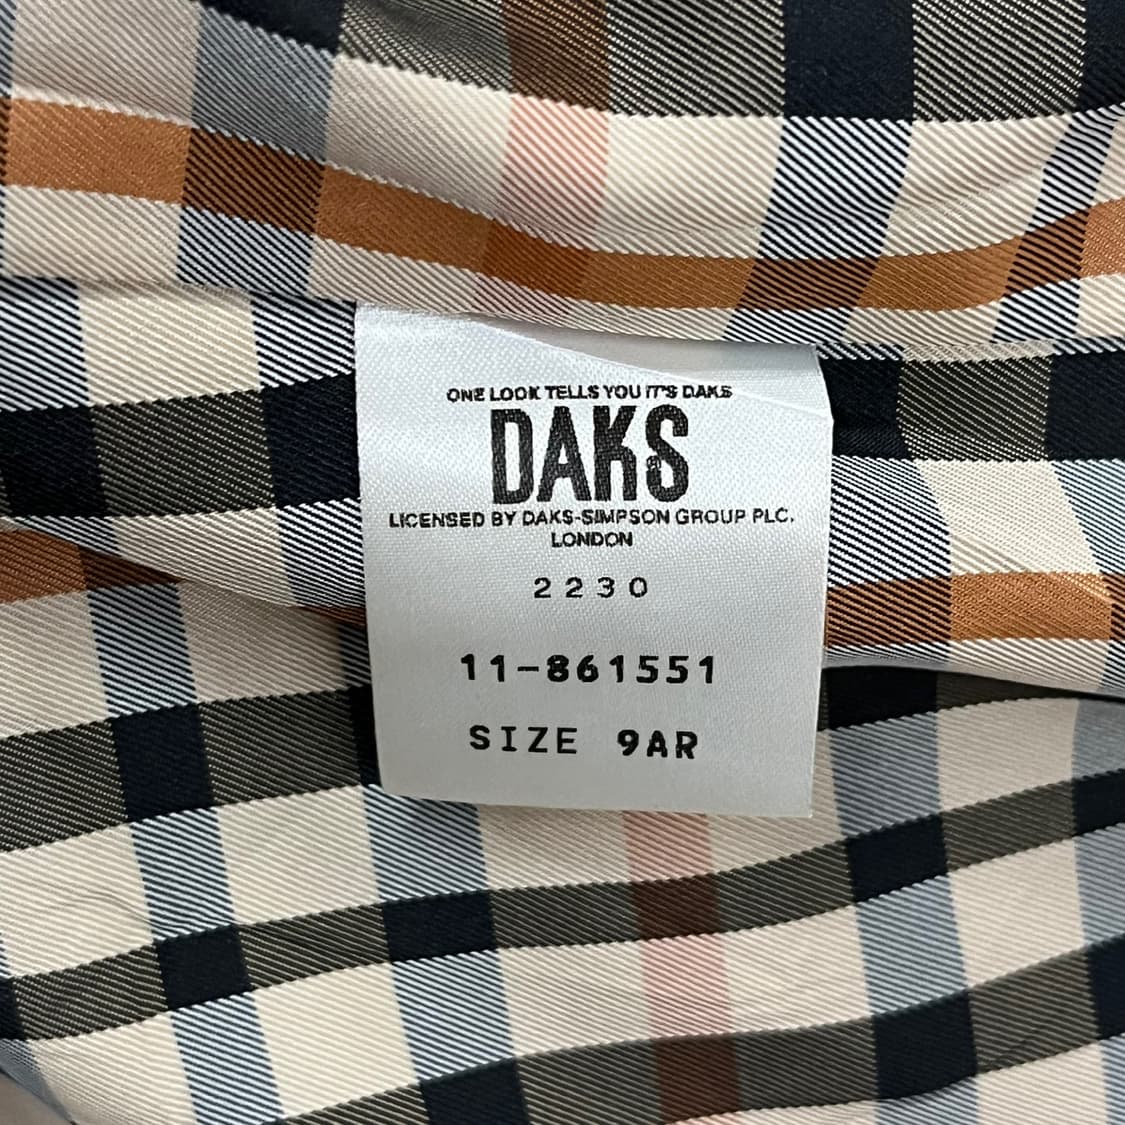 ONE LOOK TELLS YOU IT'S DAKS
DAKS
LICENSED BY DAKS-SIMPSON GROUP PLC.
LONDON
2230
11-861551
SIZE 9AR